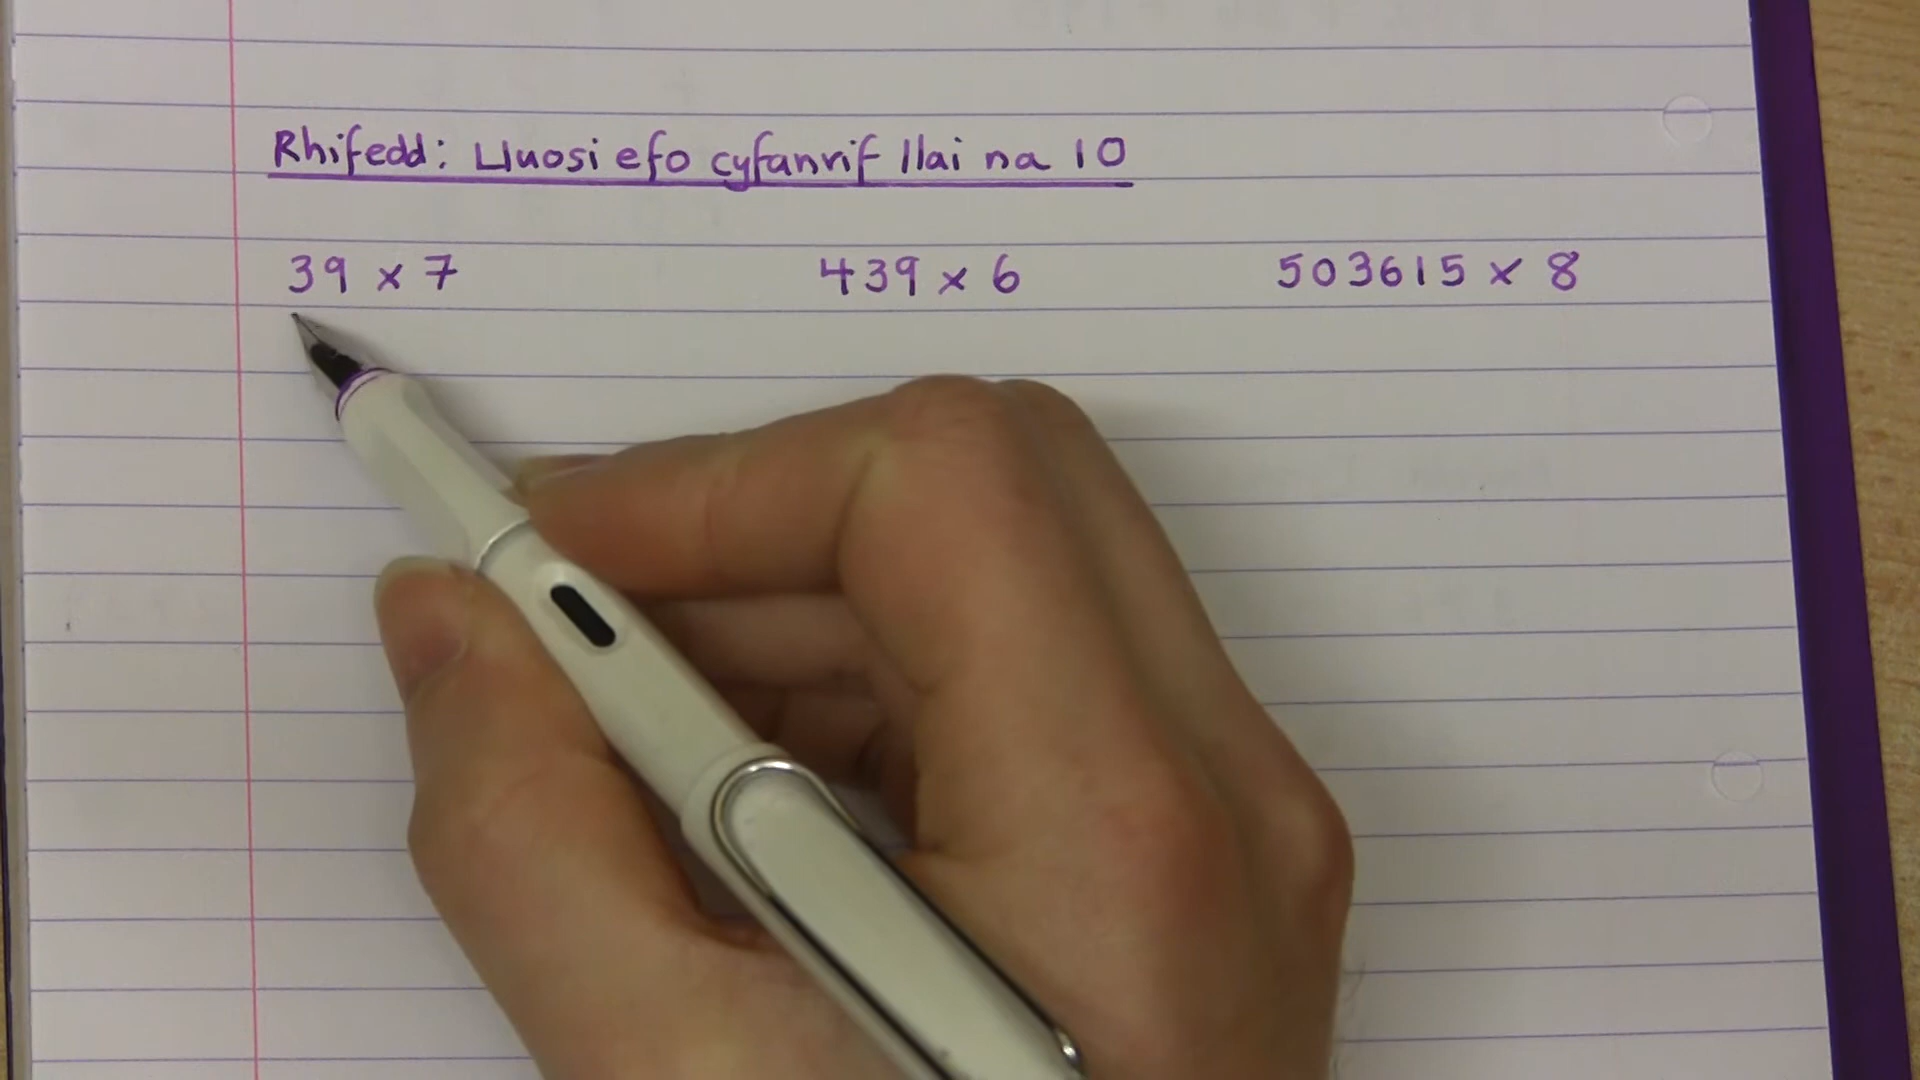 Rhifedd: Lluosi efo cyfanrif llai na 10
39 × 7 439 × 6 503615 × 8